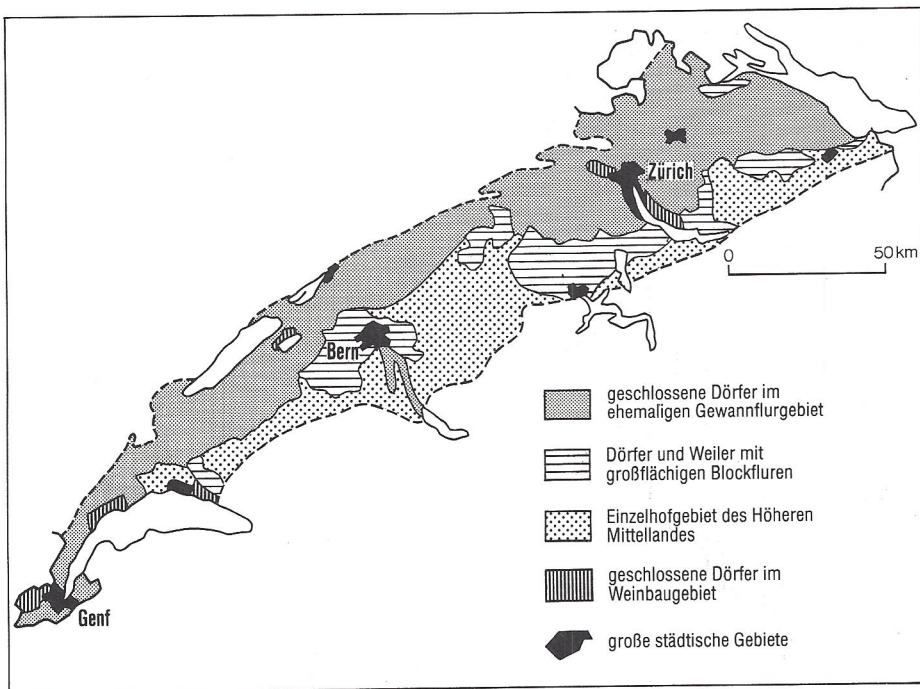 Zürich
0
50 km
Bern
geschlossene Dörfer im
ehemaligen Gewannflurgebiet
Dörfer und Weiler mit
großflächigen Blockfluren
Einzelhofgebiet des Höheren
Mittellandes
geschlossene Dörfer im
Weinbaugebiet
Genf
große städtische Gebiete